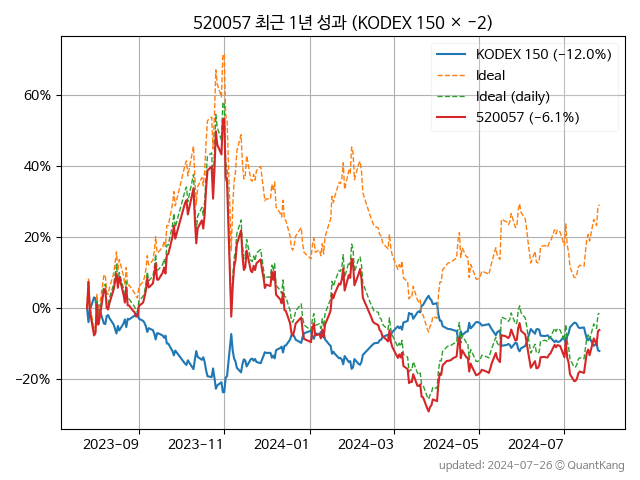 520057 최근 1년 성과 (KODEX 150 × −2)
KODEX 150 (−12.0%)
Ideal
Ideal (daily)
520057 (−6.1%)
60%
40%
20%
0%
−20%
2023-09
2023-11
2024-01
2024-03
2024-05
2024-07
updated: 2024-07-26 © QuantKang